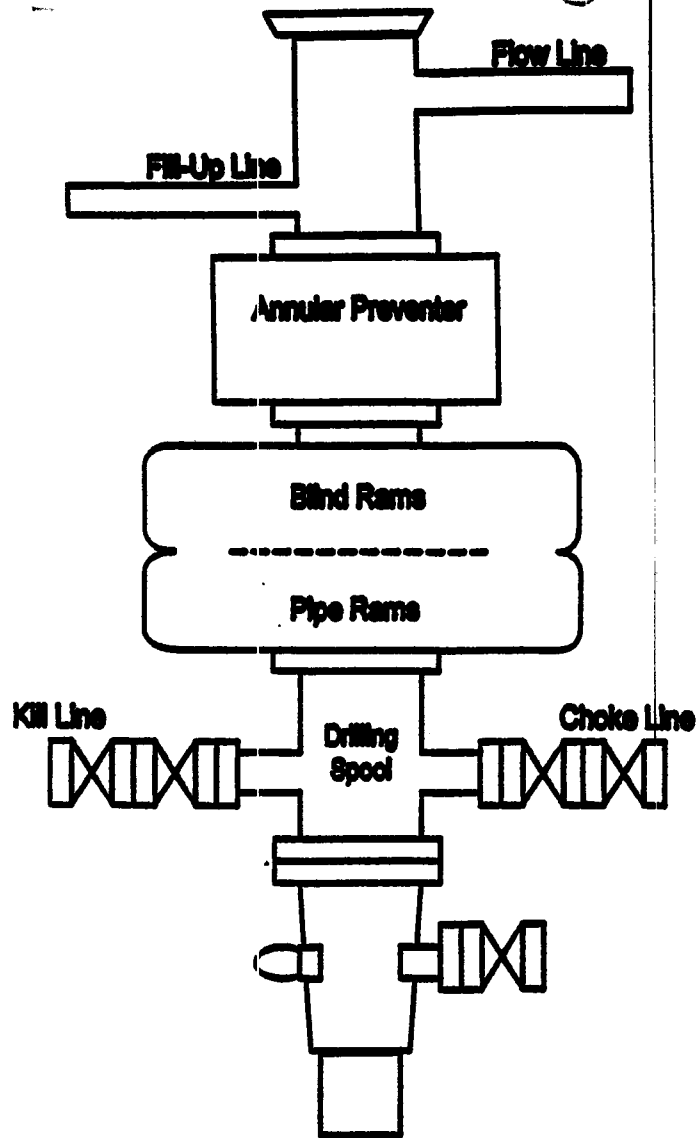 Flow Line
Fill-Up Line
Annular Preventer
Blind Rams
Pipe Rams
Kill Line
Choke Line
Drilling
Spool